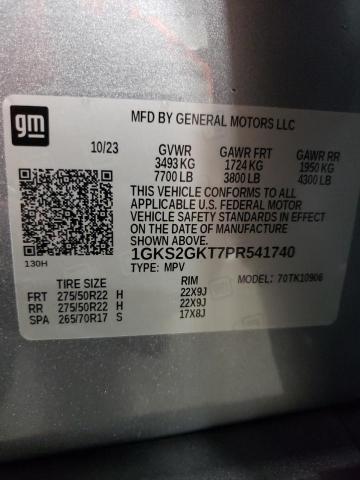 gm
MFD BY GENERAL MOTORS LLC
10/23 GVWR GAWR FRT GAWR RR
3493 KG 1724 KG 1950 KG
7700 LB 3800 LB 4300 LB
THIS VEHICLE CONFORMS TO ALL
APPLICABLE U.S. FEDERAL MOTOR
VEHICLE SAFETY STANDARDS IN EFFECT
ON THE DATE OF MANUFACTURE
SHOWN ABOVE.
1GKS2GKT7PR541740
130H TYPE: MPV MODEL: 70TK10906
TIRE SIZE RIM
FRT 275/50R22 H 22X9J
RR 275/50R22 H 22X9J
SPA 265/70R17 S 17X8J